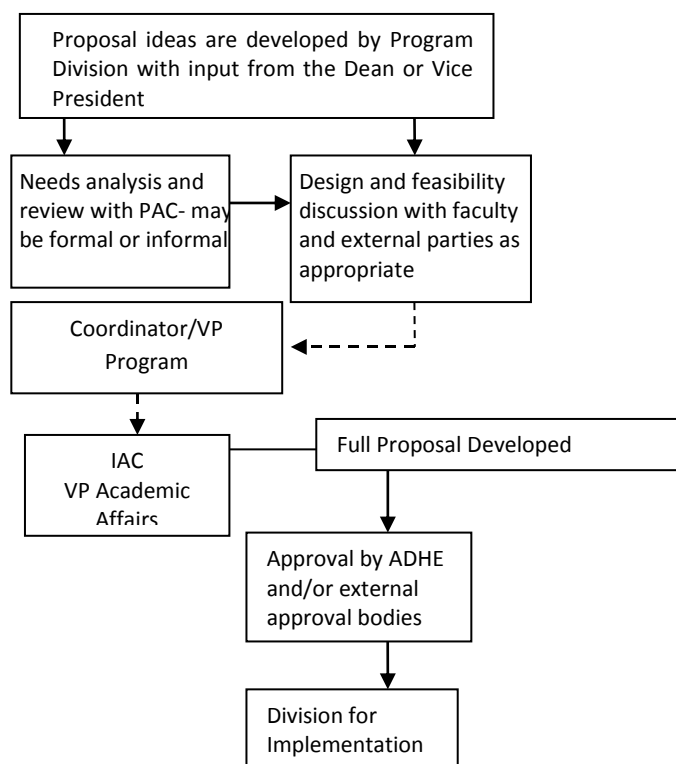 Proposal ideas are developed by Program
Division with input from the Dean or Vice
President
Needs analysis and
review with PAC- may
be formal or informal
Design and feasibility
discussion with faculty
and external parties as
appropriate
Coordinator/VP
Program
IAC
VP Academic
Affairs
Full Proposal Developed
Approval by ADHE
and/or external
approval bodies
Division for
Implementation